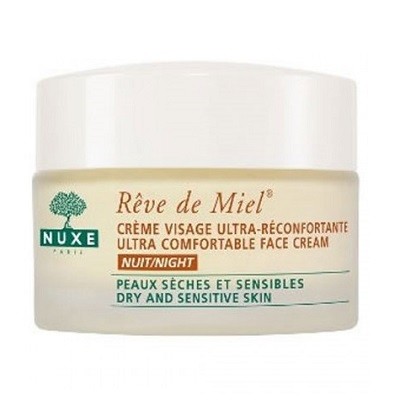 Rêve de Miel®
CRÈME VISAGE ULTRA-RÉCONFORTANTE
ULTRA COMFORTABLE FACE CREAM
NUIT/NIGHT
PEAUX SÈCHES ET SENSIBLES
DRY AND SENSITIVE SKIN
NUXE
PARIS